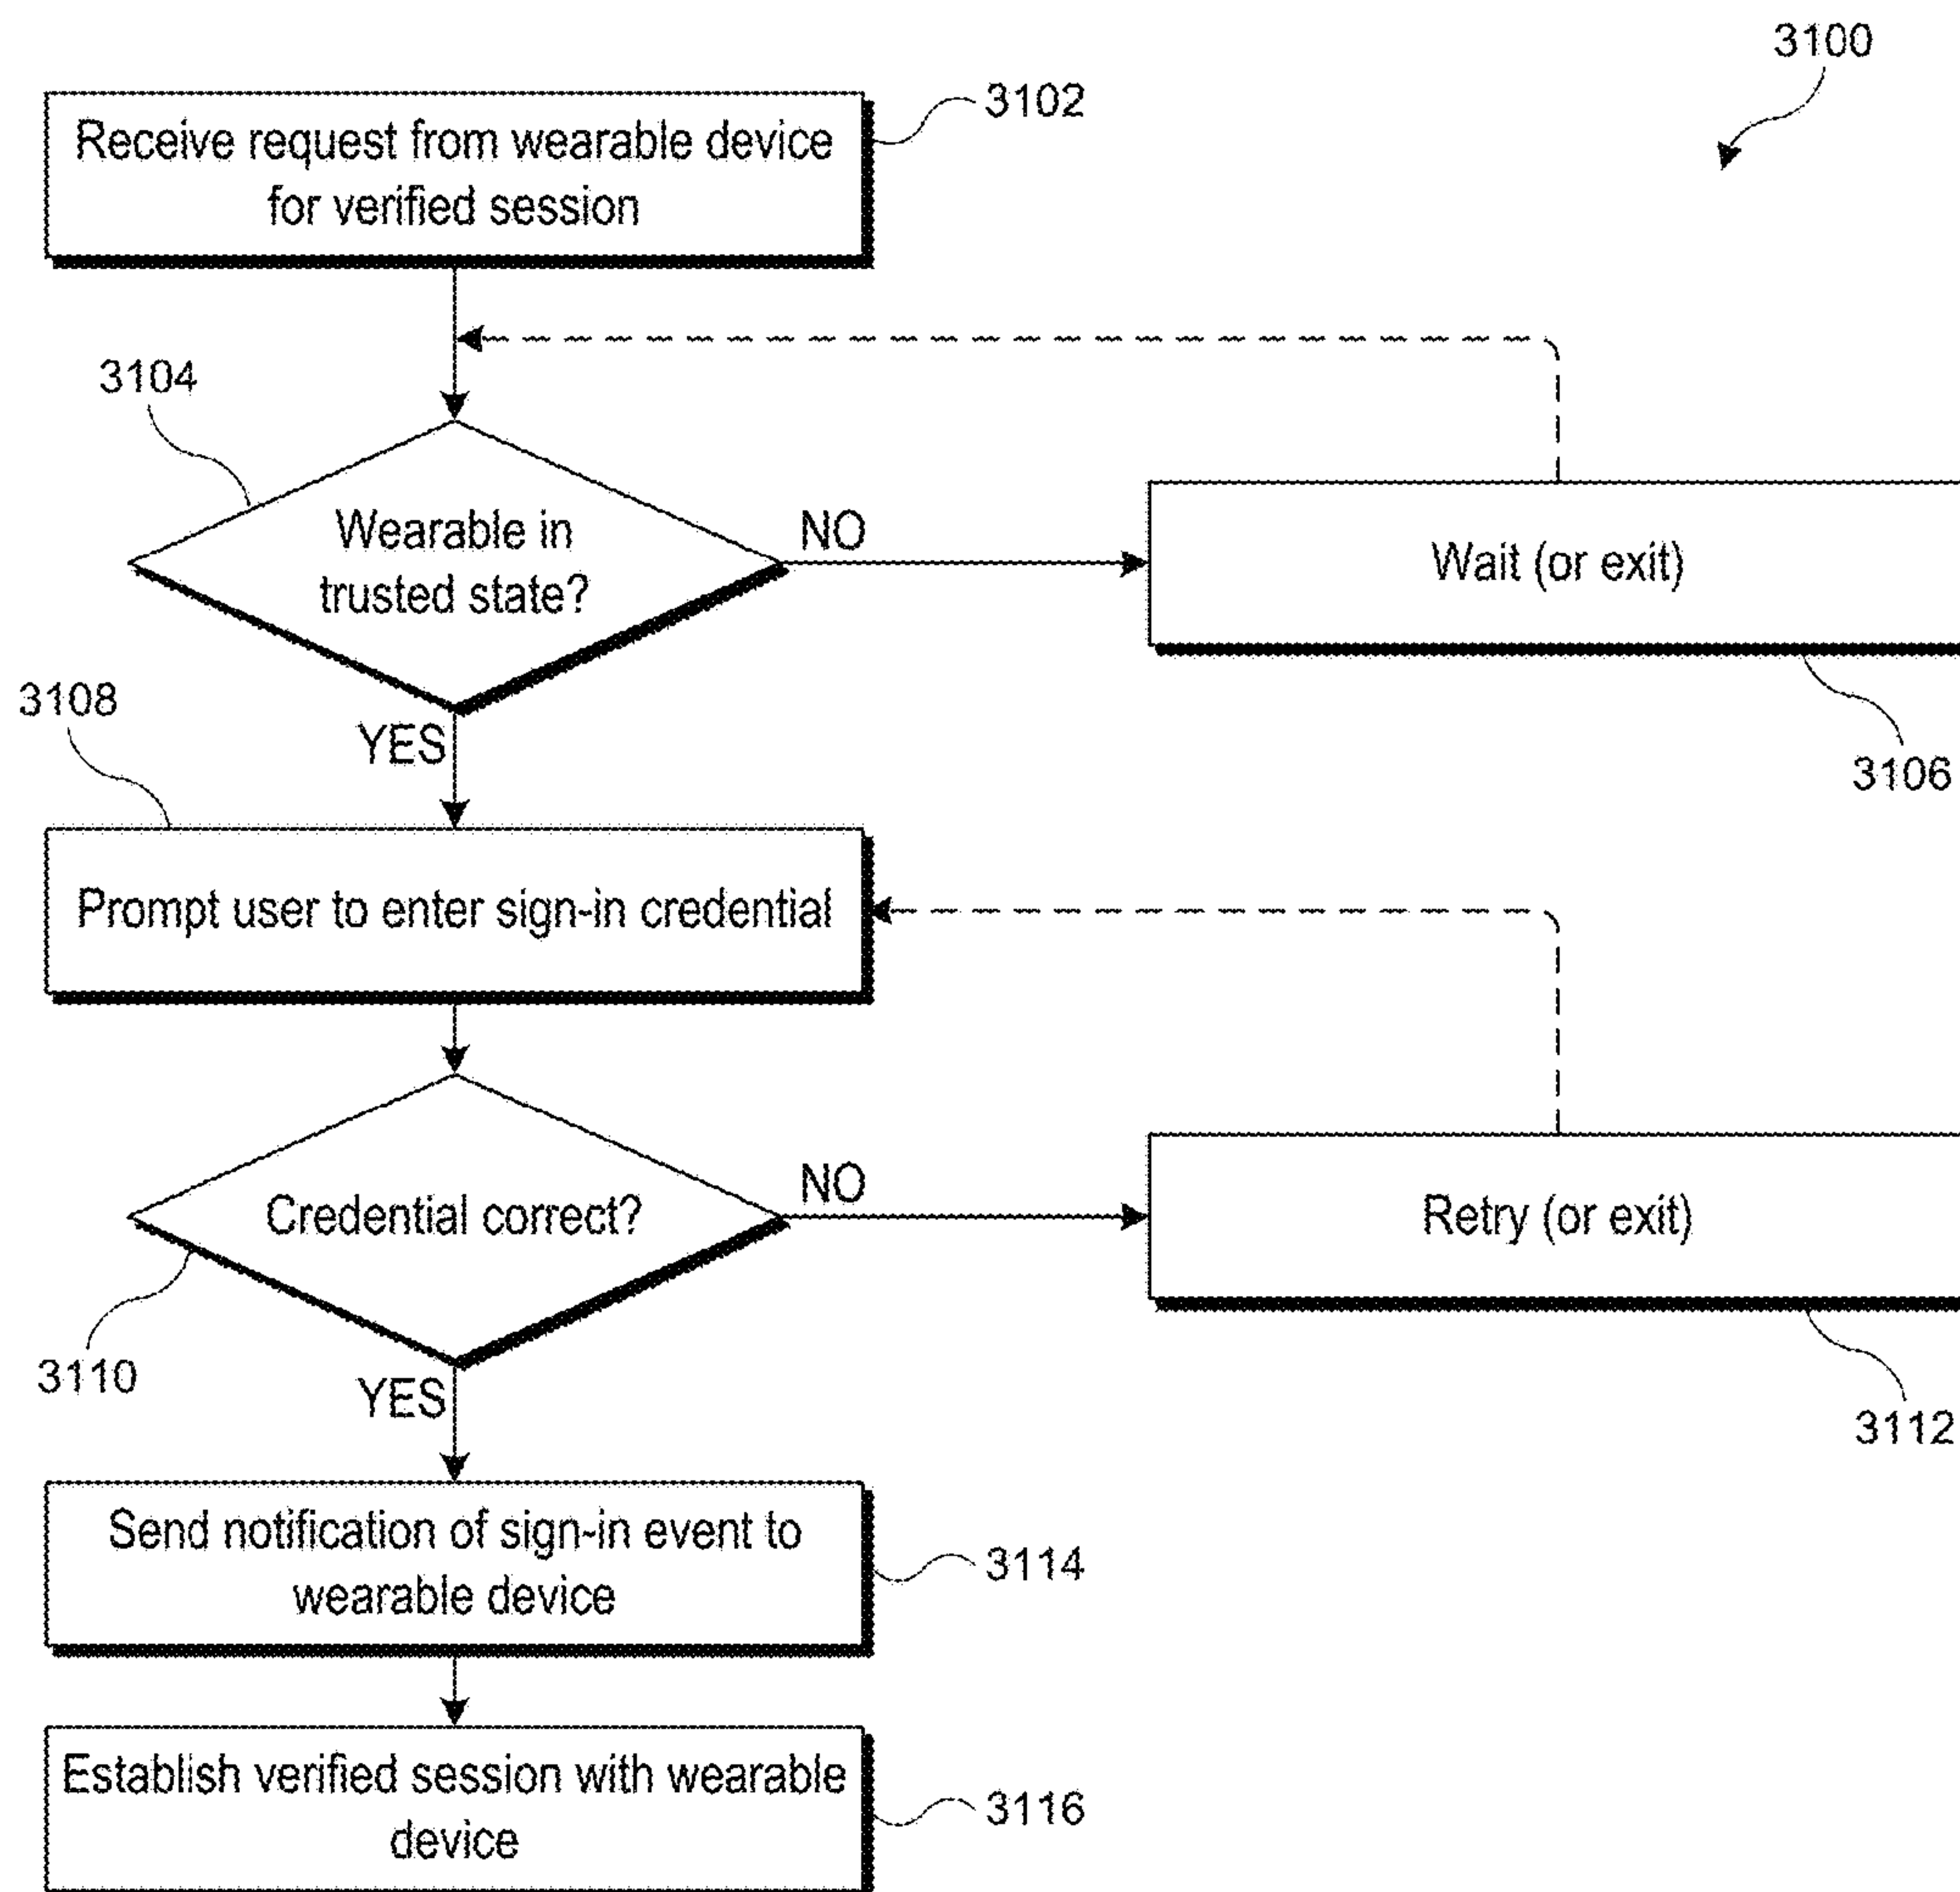 3100
3102
Receive request from wearable device
for verified session
3104
Wearable in
trusted state?
NO
Wait (or exit)
3106
YES
3108
Prompt user to enter sign-in credential
Credential correct?
NO
Retry (or exit)
3110
3112
YES
Send notification of sign-in event to
wearable device
3114
Establish verified session with wearable
device
3116